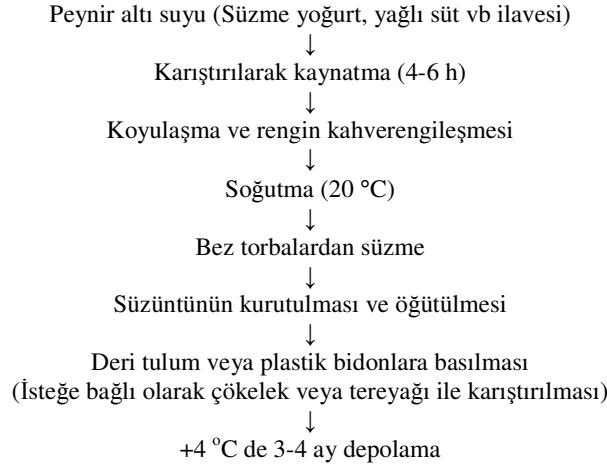 Peynir altı suyu (Süzme yoğurt, yağlı süt vb ilavesi)
↓
Karıştırılarak kaynatma (4-6 h)
↓
Koyulaşma ve rengin kahverengileşmesi
↓
Soğutma (20 °C)
↓
Bez torbalardan süzme
↓
Süzüntünün kurutulması ve öğütülmesi
↓
Deri tulum veya plastik bidonlara basılması
(İsteğe bağlı olarak çökelek veya tereyağı ile karıştırılması)
↓
+4 °C de 3-4 ay depolama